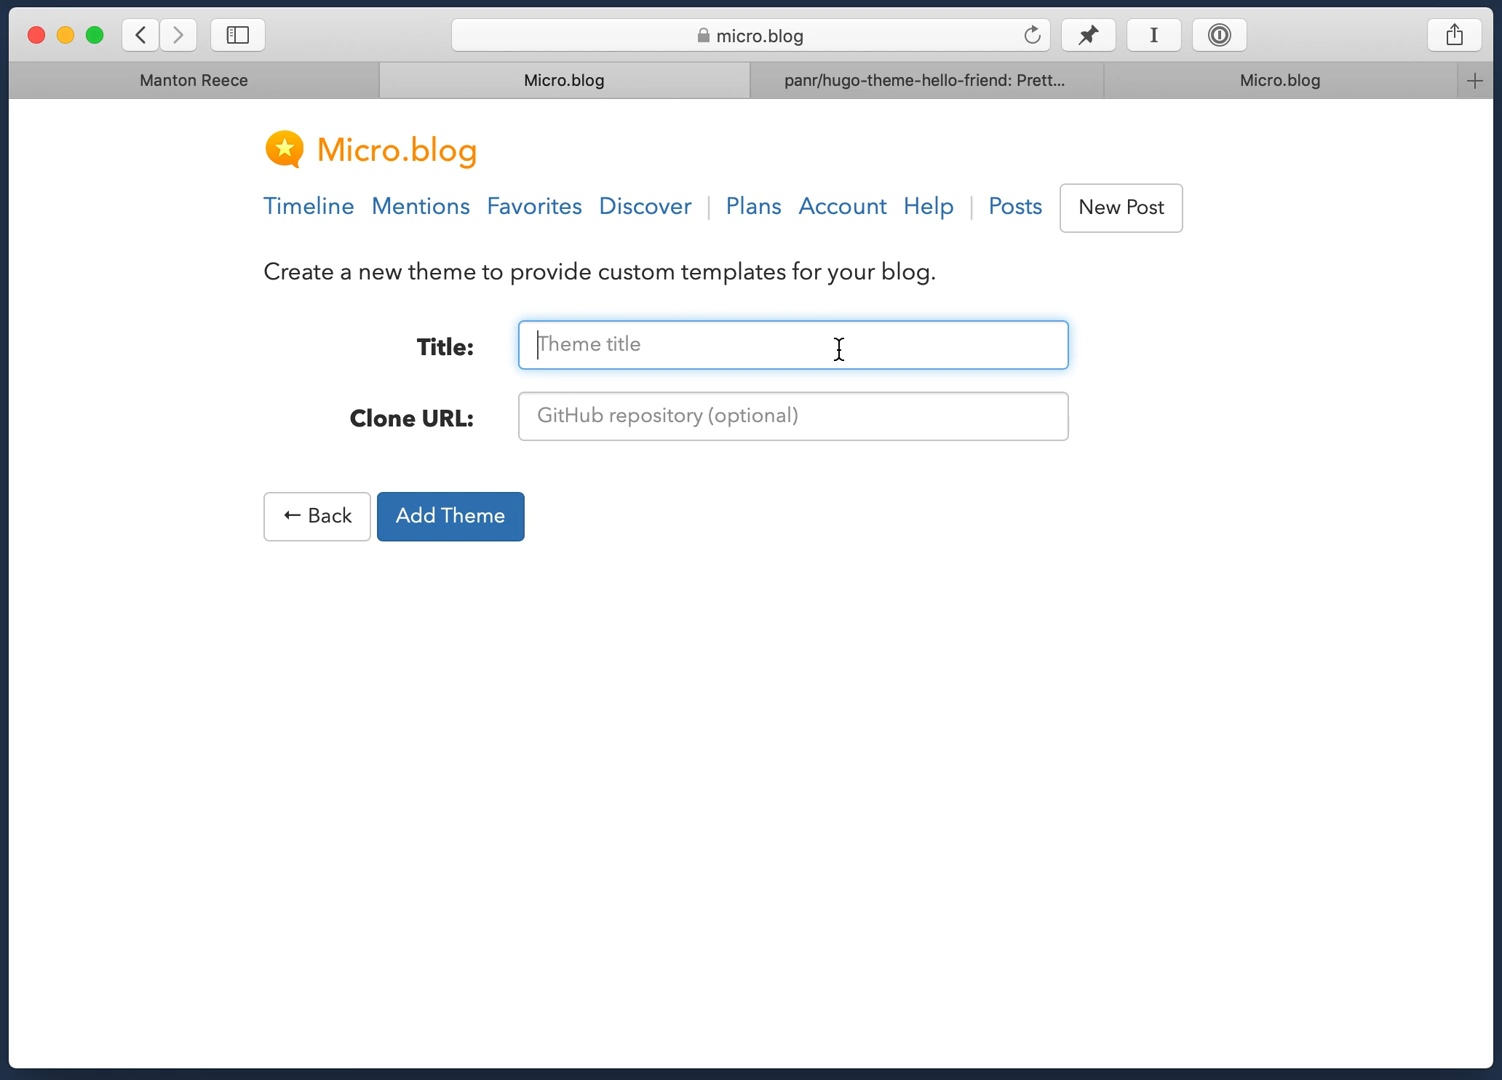 micro.blog
Manton Reece
Micro.blog
panr/hugo-theme-hello-friend: Prett...
Micro.blog
Micro.blog
Timeline Mentions Favorites Discover | Plans Account Help | Posts New Post
Create a new theme to provide custom templates for your blog.
Title: Theme title
Clone URL: GitHub repository (optional)
← Back Add Theme